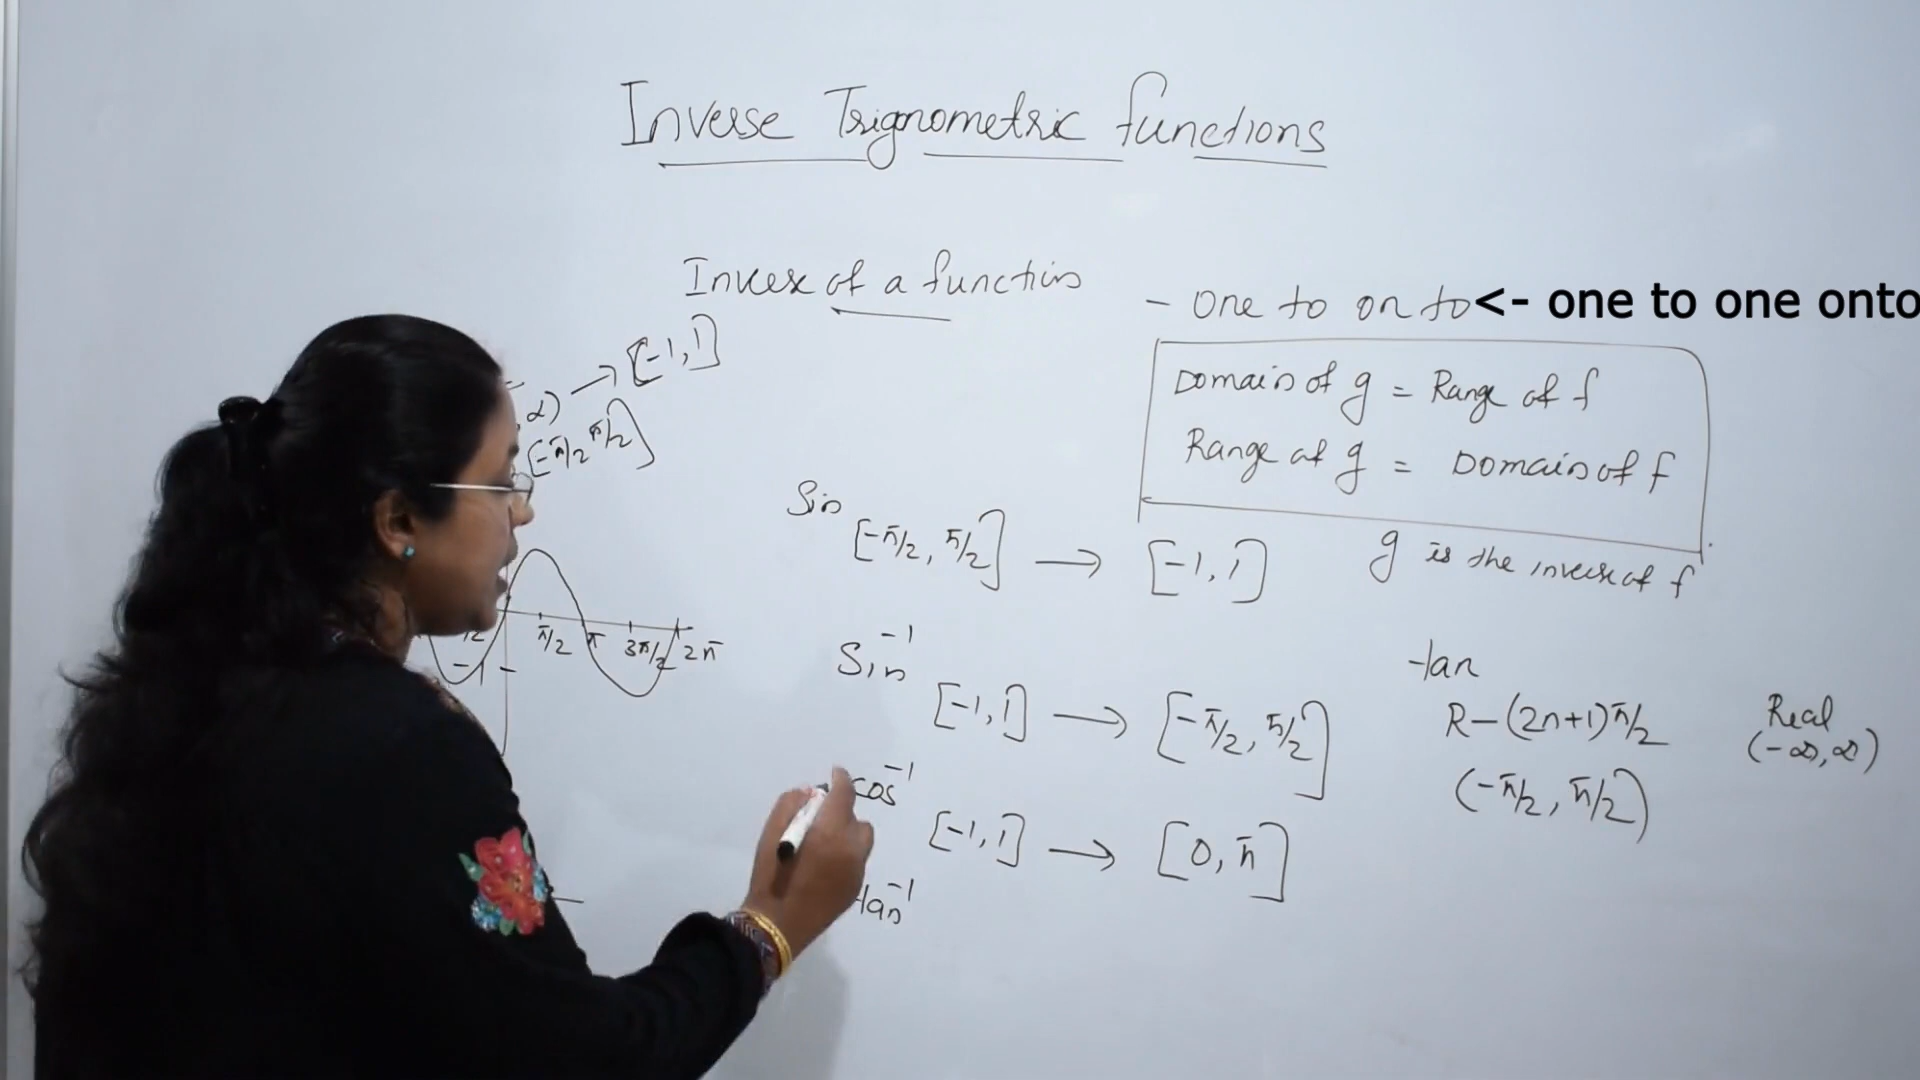 Inverse Trignometric functions
Inverse of a function
- one to on to <- one to one onto
,∞) → [-1, 1]
[-π/2 π/2]
Domain of g = Range of f
Range of g = Domain of f
g is the inverse of f
Sin
[-π/2, π/2] → [-1, 1]
π/2 π 3π/2 2π
-1
Sin⁻¹
[-1, 1] → [-π/2, π/2]
cos⁻¹
[-1, 1] → [0, π]
tan⁻¹
tan
R-(2n+1)π/2
(-π/2, π/2)
Real
(-∞, ∞)